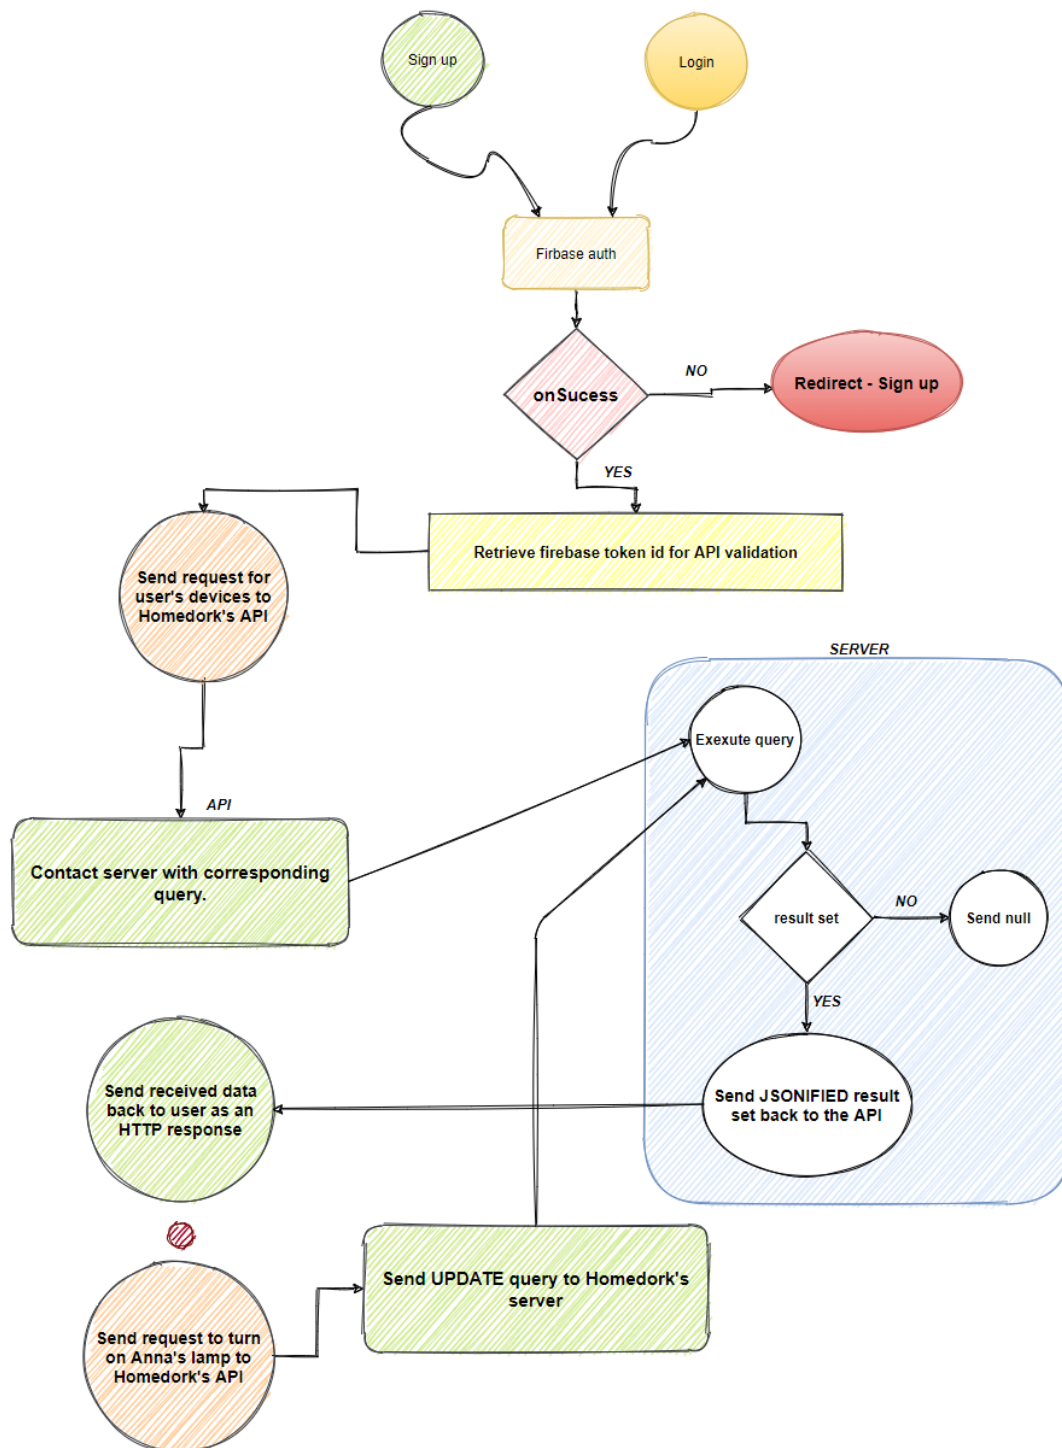 Sign up
Login
Firbase auth
onSucess
NO
Redirect - Sign up
YES
Retrieve firebase token id for API validation
Send request for
user's devices to
Homedork's API
SERVER
Exexute query
API
Contact server with corresponding
query.
result set
NO
Send null
YES
Send JSONIFIED result
set back to the API
Send received data
back to user as an
HTTP response
Send UPDATE query to Homedork's
server
Send request to turn
on Anna's lamp to
Homedork's API